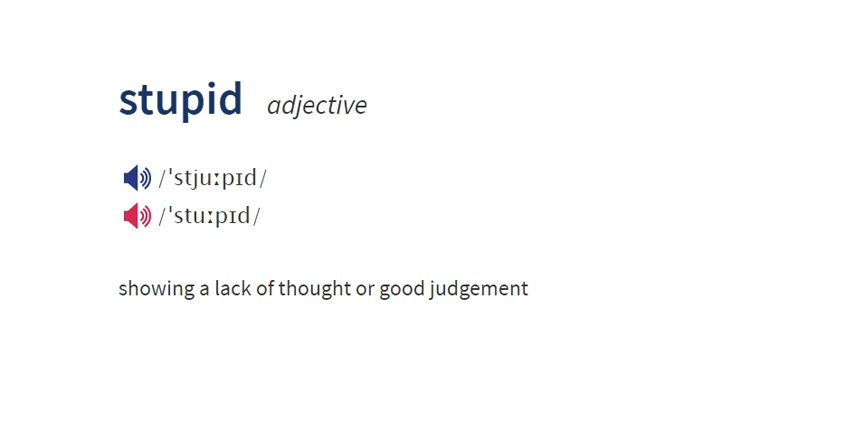 stupid adjective
/ˈstjuːpɪd/
/ˈstuːpɪd/
showing a lack of thought or good judgement